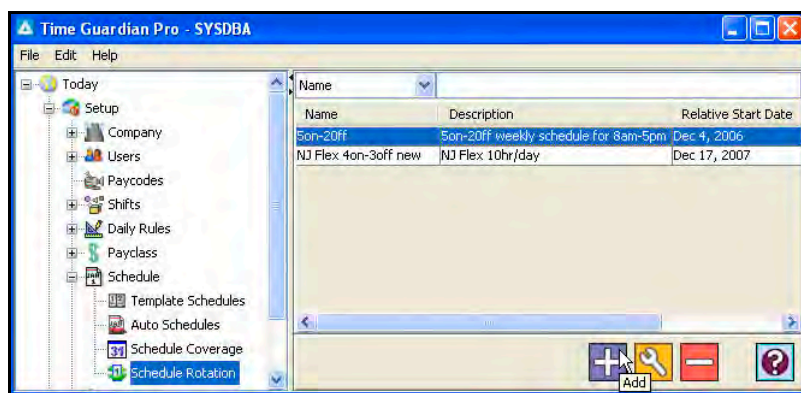 Time Guardian Pro - SYSDBA
File Edit Help
Today
Setup
Company
Users
Paycodes
Shifts
Daily Rules
Payclass
Schedule
Template Schedules
Auto Schedules
31 Schedule Coverage
Schedule Rotation
Name
Name Description Relative Start Date
5on-2Off 5on-2Off weekly schedule for 8am-5pm Dec 4, 2006
NJ Flex 4on-3off new NJ Flex 10hr/day Dec 17, 2007
Add